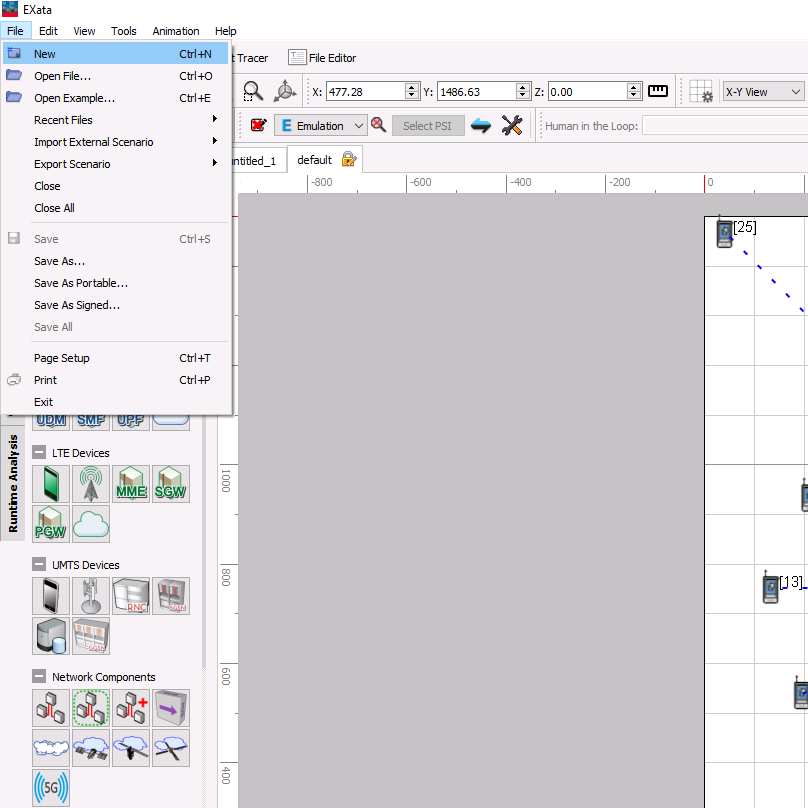 EXata
File Edit View Tools Animation Help
New Ctrl+N
Tracer File Editor
Open File... Ctrl+O
Open Example... Ctrl+E
X: 477.28 Y: 1486.63 Z: 0.00 X-Y View
Recent Files
E Emulation Select PSI Human in the Loop:
Import External Scenario
Export Scenario
ntitled_1 default
Close
-800 -600 -400 -200 0
Close All
[25]
Save Ctrl+S
Save As...
Save As Portable...
Save As Signed...
Save All
Page Setup Ctrl+T
Print Ctrl+P
Exit
UDM SMF UPF
Runtime Analysis
LTE Devices
MME SGW
1000
PGW
UMTS Devices
800
[13]
RNC
Network Components
600
400
5G